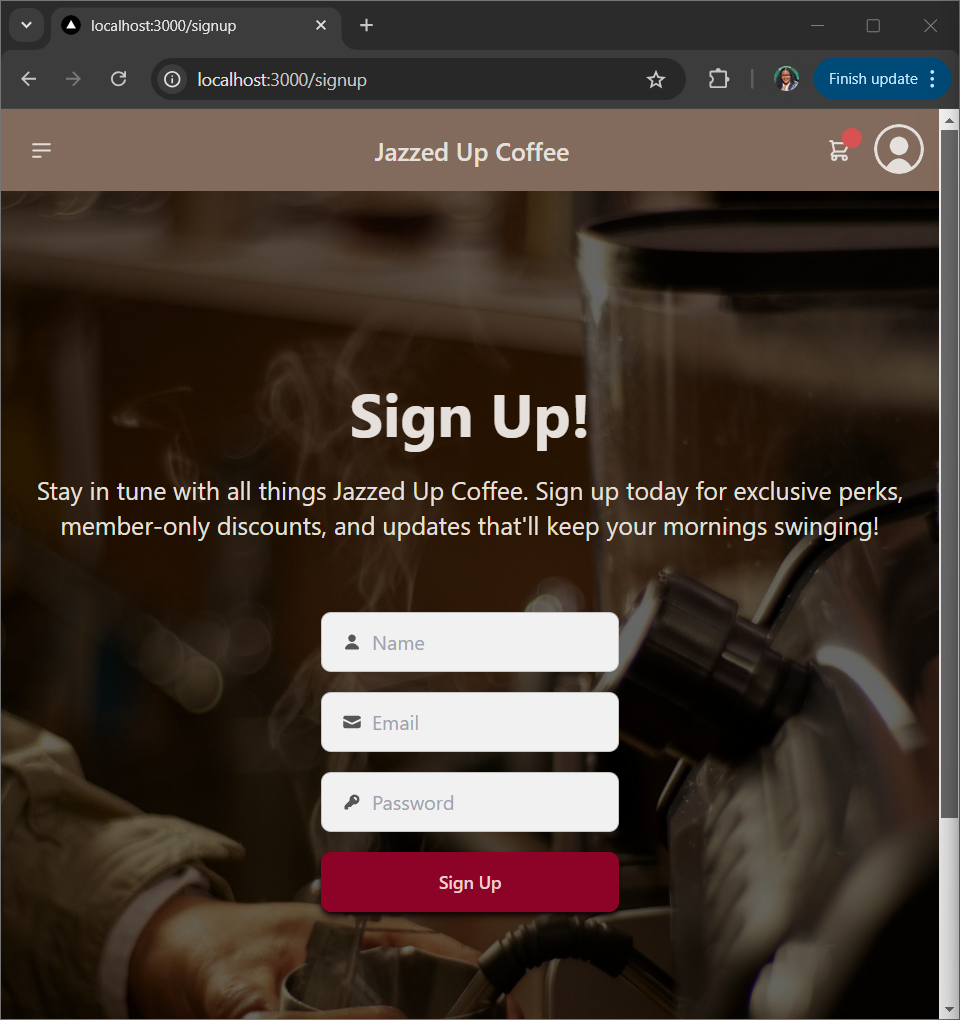 localhost:3000/signup
localhost:3000/signup
Finish update
Jazzed Up Coffee
Sign Up!
Stay in tune with all things Jazzed Up Coffee. Sign up today for exclusive perks,
member-only discounts, and updates that'll keep your mornings swinging!
Name
Email
Password
Sign Up